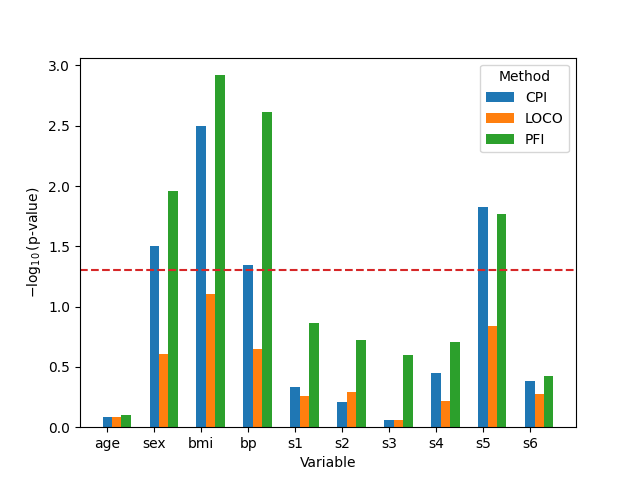 3.0
2.5
2.0
1.5
1.0
0.5
0.0
−log₁₀(p-value)
Method
CPI
LOCO
PFI
age sex bmi bp s1 s2 s3 s4 s5 s6
Variable